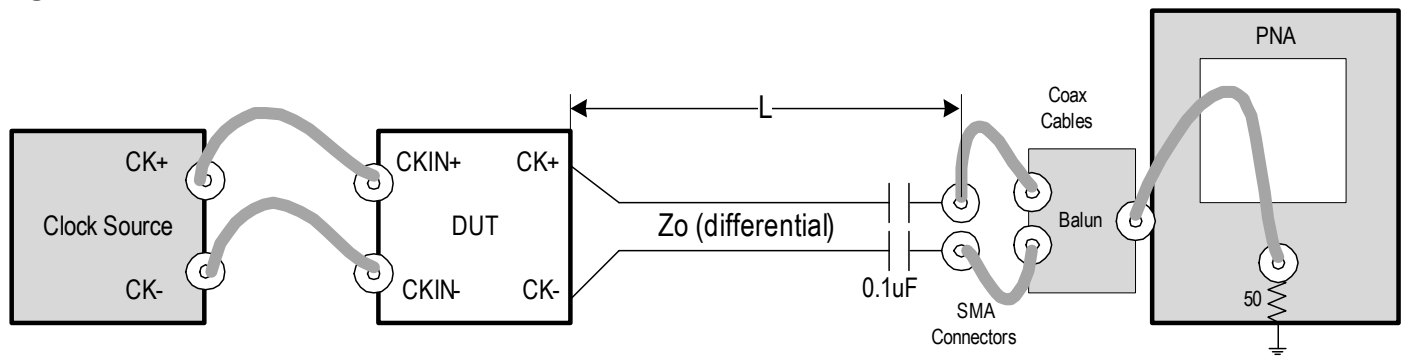 PNA
L
Coax
Cables
CK+
CKIN+
CK+
Clock Source
DUT
Zo (differential)
Balun
CK-
CKIN-
CK-
0.1uF
50
SMA
Connectors